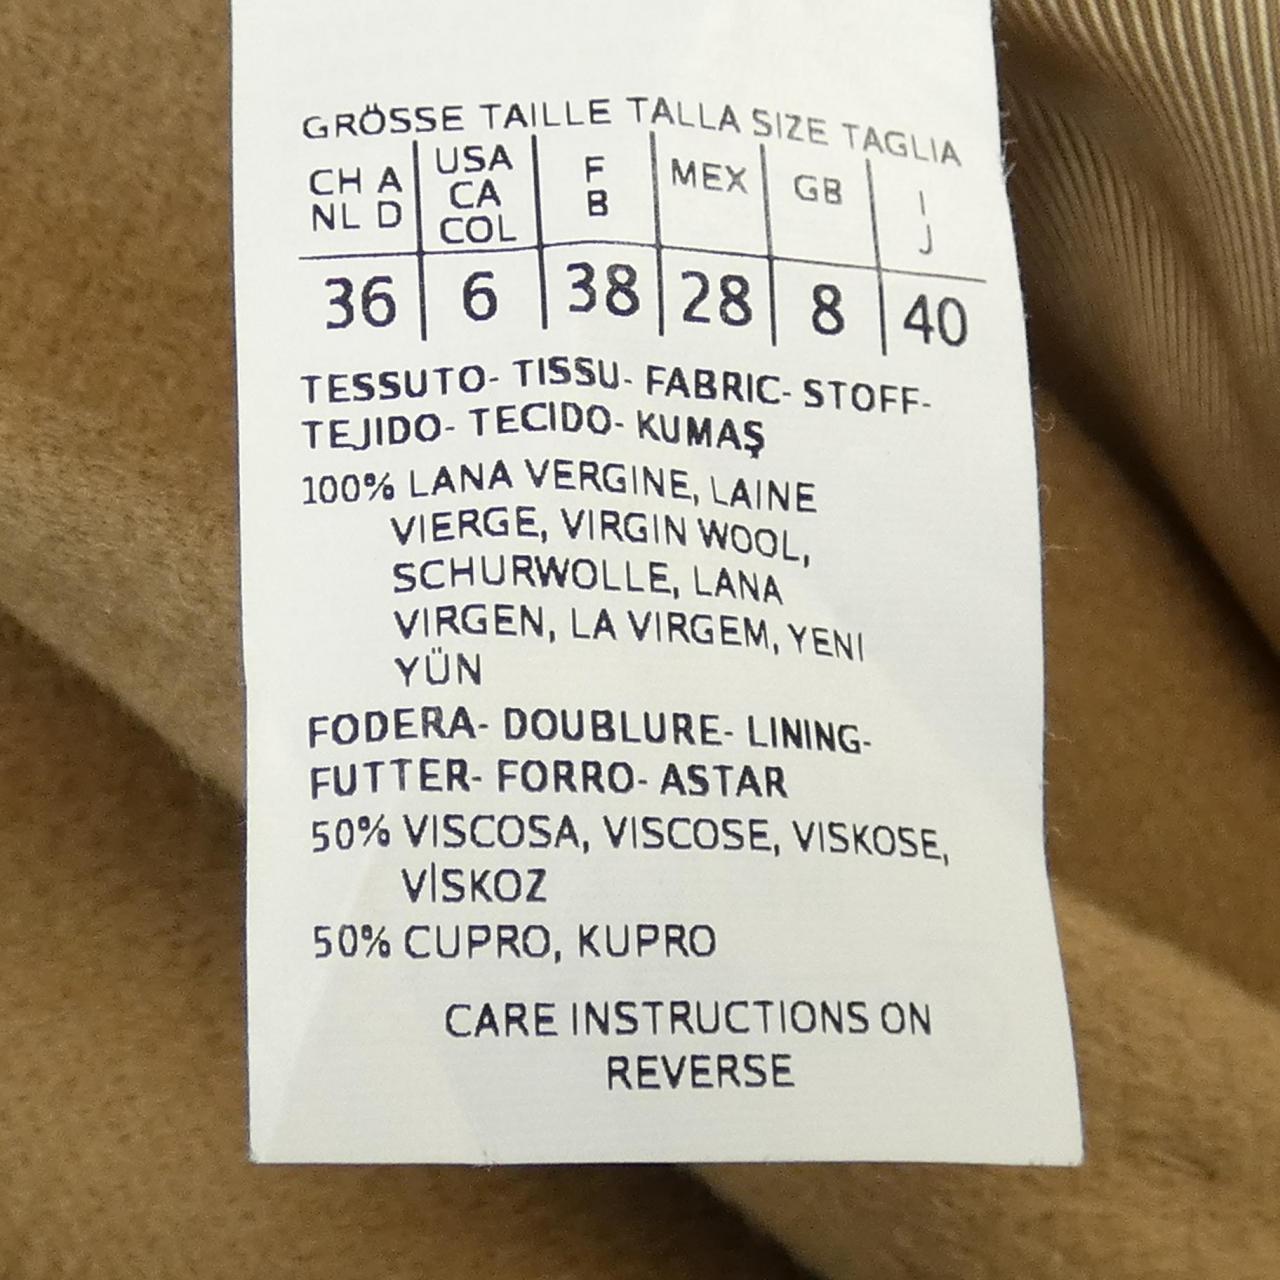 GRÖSSE TAILLE TALLA SIZE TAGLIA
CH A NL D USA CA COL F B MEX GB I J
36 6 38 28 8 40
TESSUTO- TISSU- FABRIC- STOFF-
TEJIDO- TECIDO- KUMAŞ
100% LANA VERGINE, LAINE
VIERGE, VIRGIN WOOL,
SCHURWOLLE, LANA
VIRGEN, LA VIRGEM, YENI
YÜN
FODERA- DOUBLURE- LINING-
FUTTER- FORRO- ASTAR
50% VISCOSA, VISCOSE, VISKOSE,
VİSKOZ
50% CUPRO, KUPRO
CARE INSTRUCTIONS ON
REVERSE